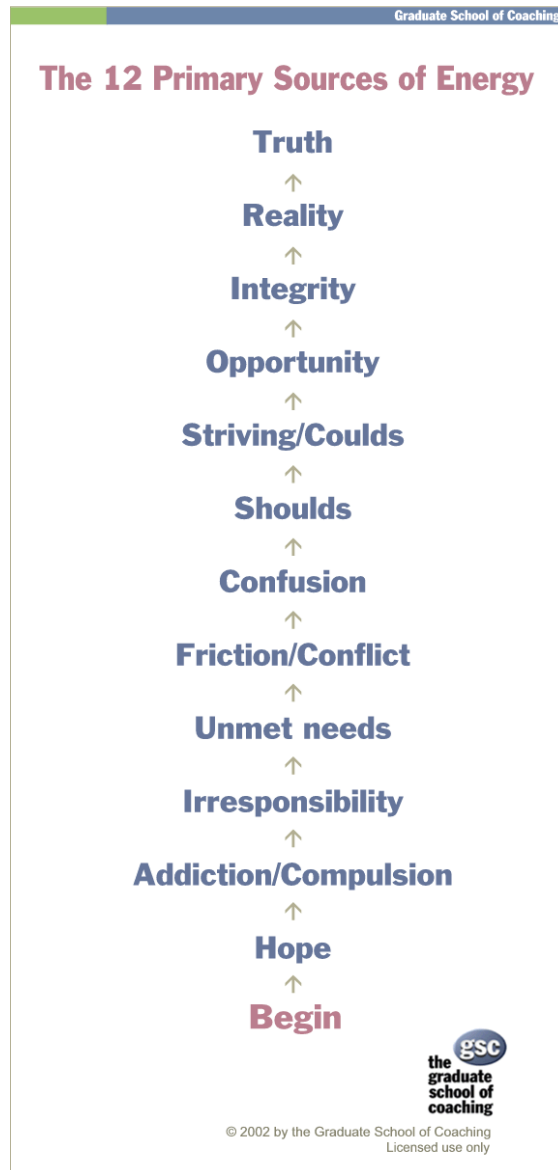 Graduate School of Coaching
The 12 Primary Sources of Energy
Truth
↑
Reality
↑
Integrity
↑
Opportunity
↑
Striving/Coulds
↑
Shoulds
↑
Confusion
↑
Friction/Conflict
↑
Unmet needs
↑
Irresponsibility
↑
Addiction/Compulsion
↑
Hope
↑
Begin
gsc
the
graduate
school of
coaching
© 2002 by the Graduate School of Coaching
Licensed use only